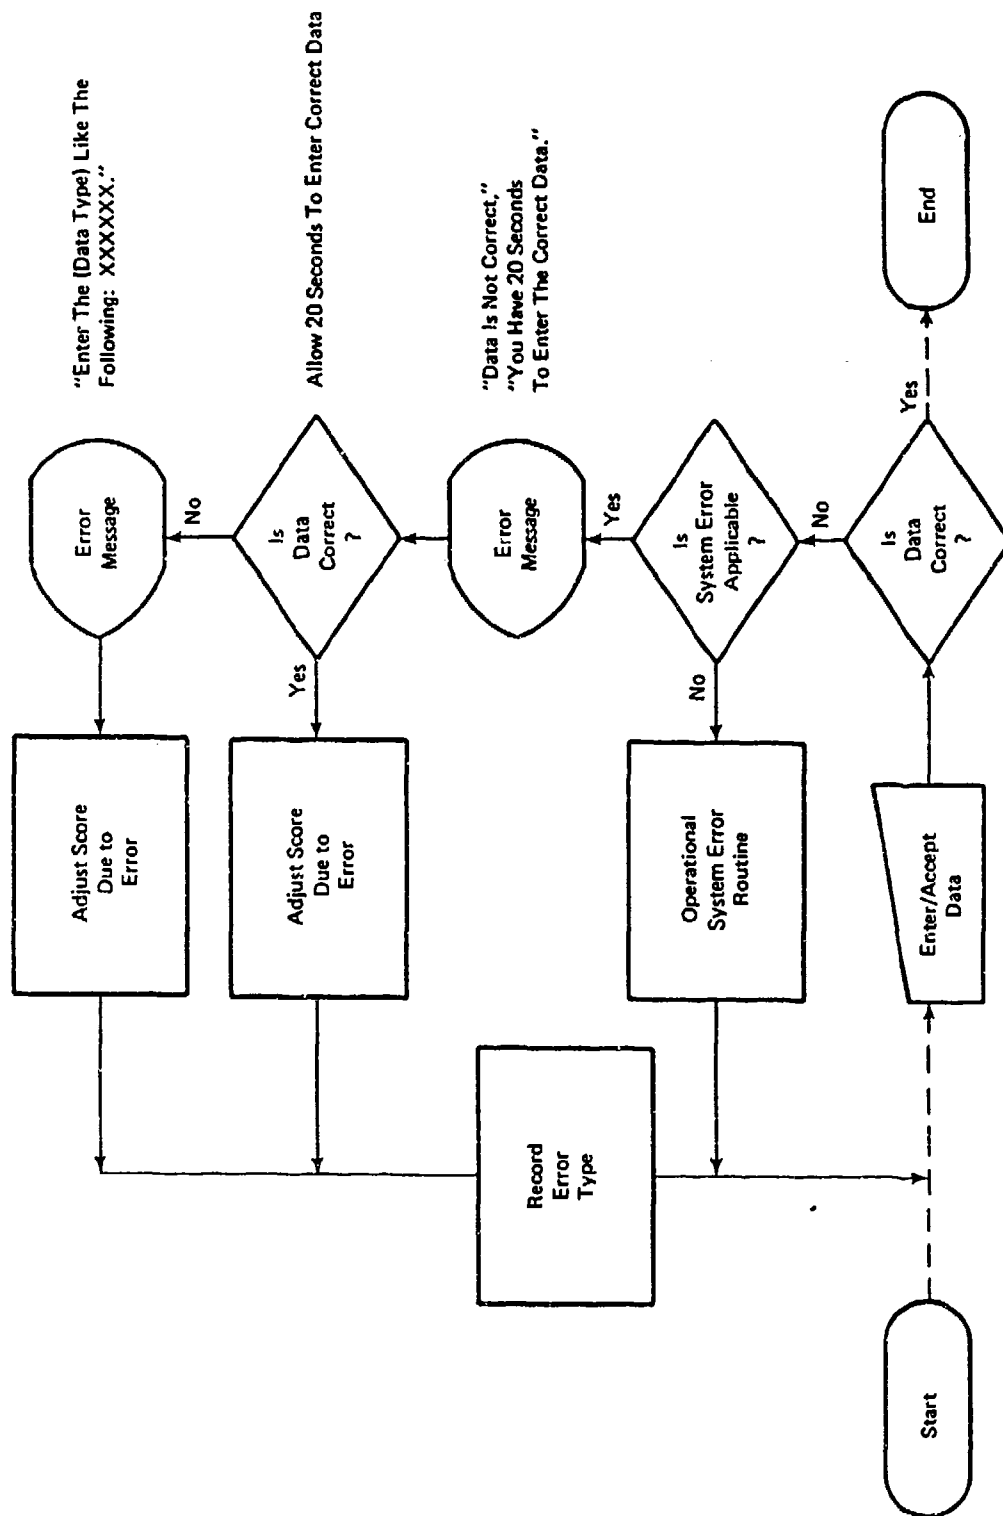 "Enter The (Data Type) Like The
Following: XXXXXX."
Error
Message
No
Adjust Score
Due to
Error
Allow 20 Seconds To Enter Correct Data
Is
Data
Correct
?
Yes
Adjust Score
Due to
Error
"Data Is Not Correct,"
"You Have 20 Seconds
To Enter The Correct Data."
Error
Message
Record
Error
Type
Yes
Is
System Error
Applicable
?
No
Operational
System Error
Routine
No
Start
Enter/Accept
Data
Is
Data
Correct
?
Yes
End